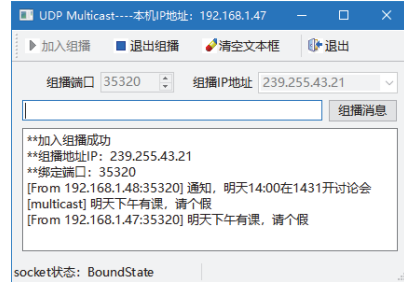 UDP Multicast----本机IP地址：192.168.1.47
加入组播 退出组播 清空文本框 退出
组播端口 35320 组播IP地址 239.255.43.21
组播消息
**加入组播成功
**组播地址IP：239.255.43.21
**绑定端口：35320
[From 192.168.1.48:35320] 通知，明天14:00在1431开讨论会
[multicast] 明天下午有课，请个假
[From 192.168.1.47:35320] 明天下午有课，请个假
socket状态：BoundState